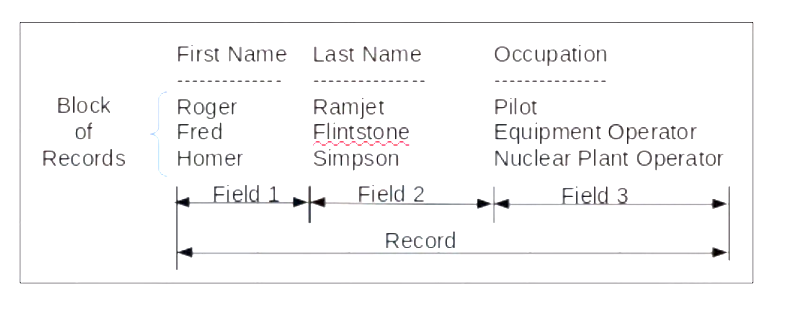 First Name Last Name Occupation
------------- -------------- --------------
Block of Records
Roger Ramjet Pilot
Fred Flintstone Equipment Operator
Homer Simpson Nuclear Plant Operator
Field 1 Field 2 Field 3
Record